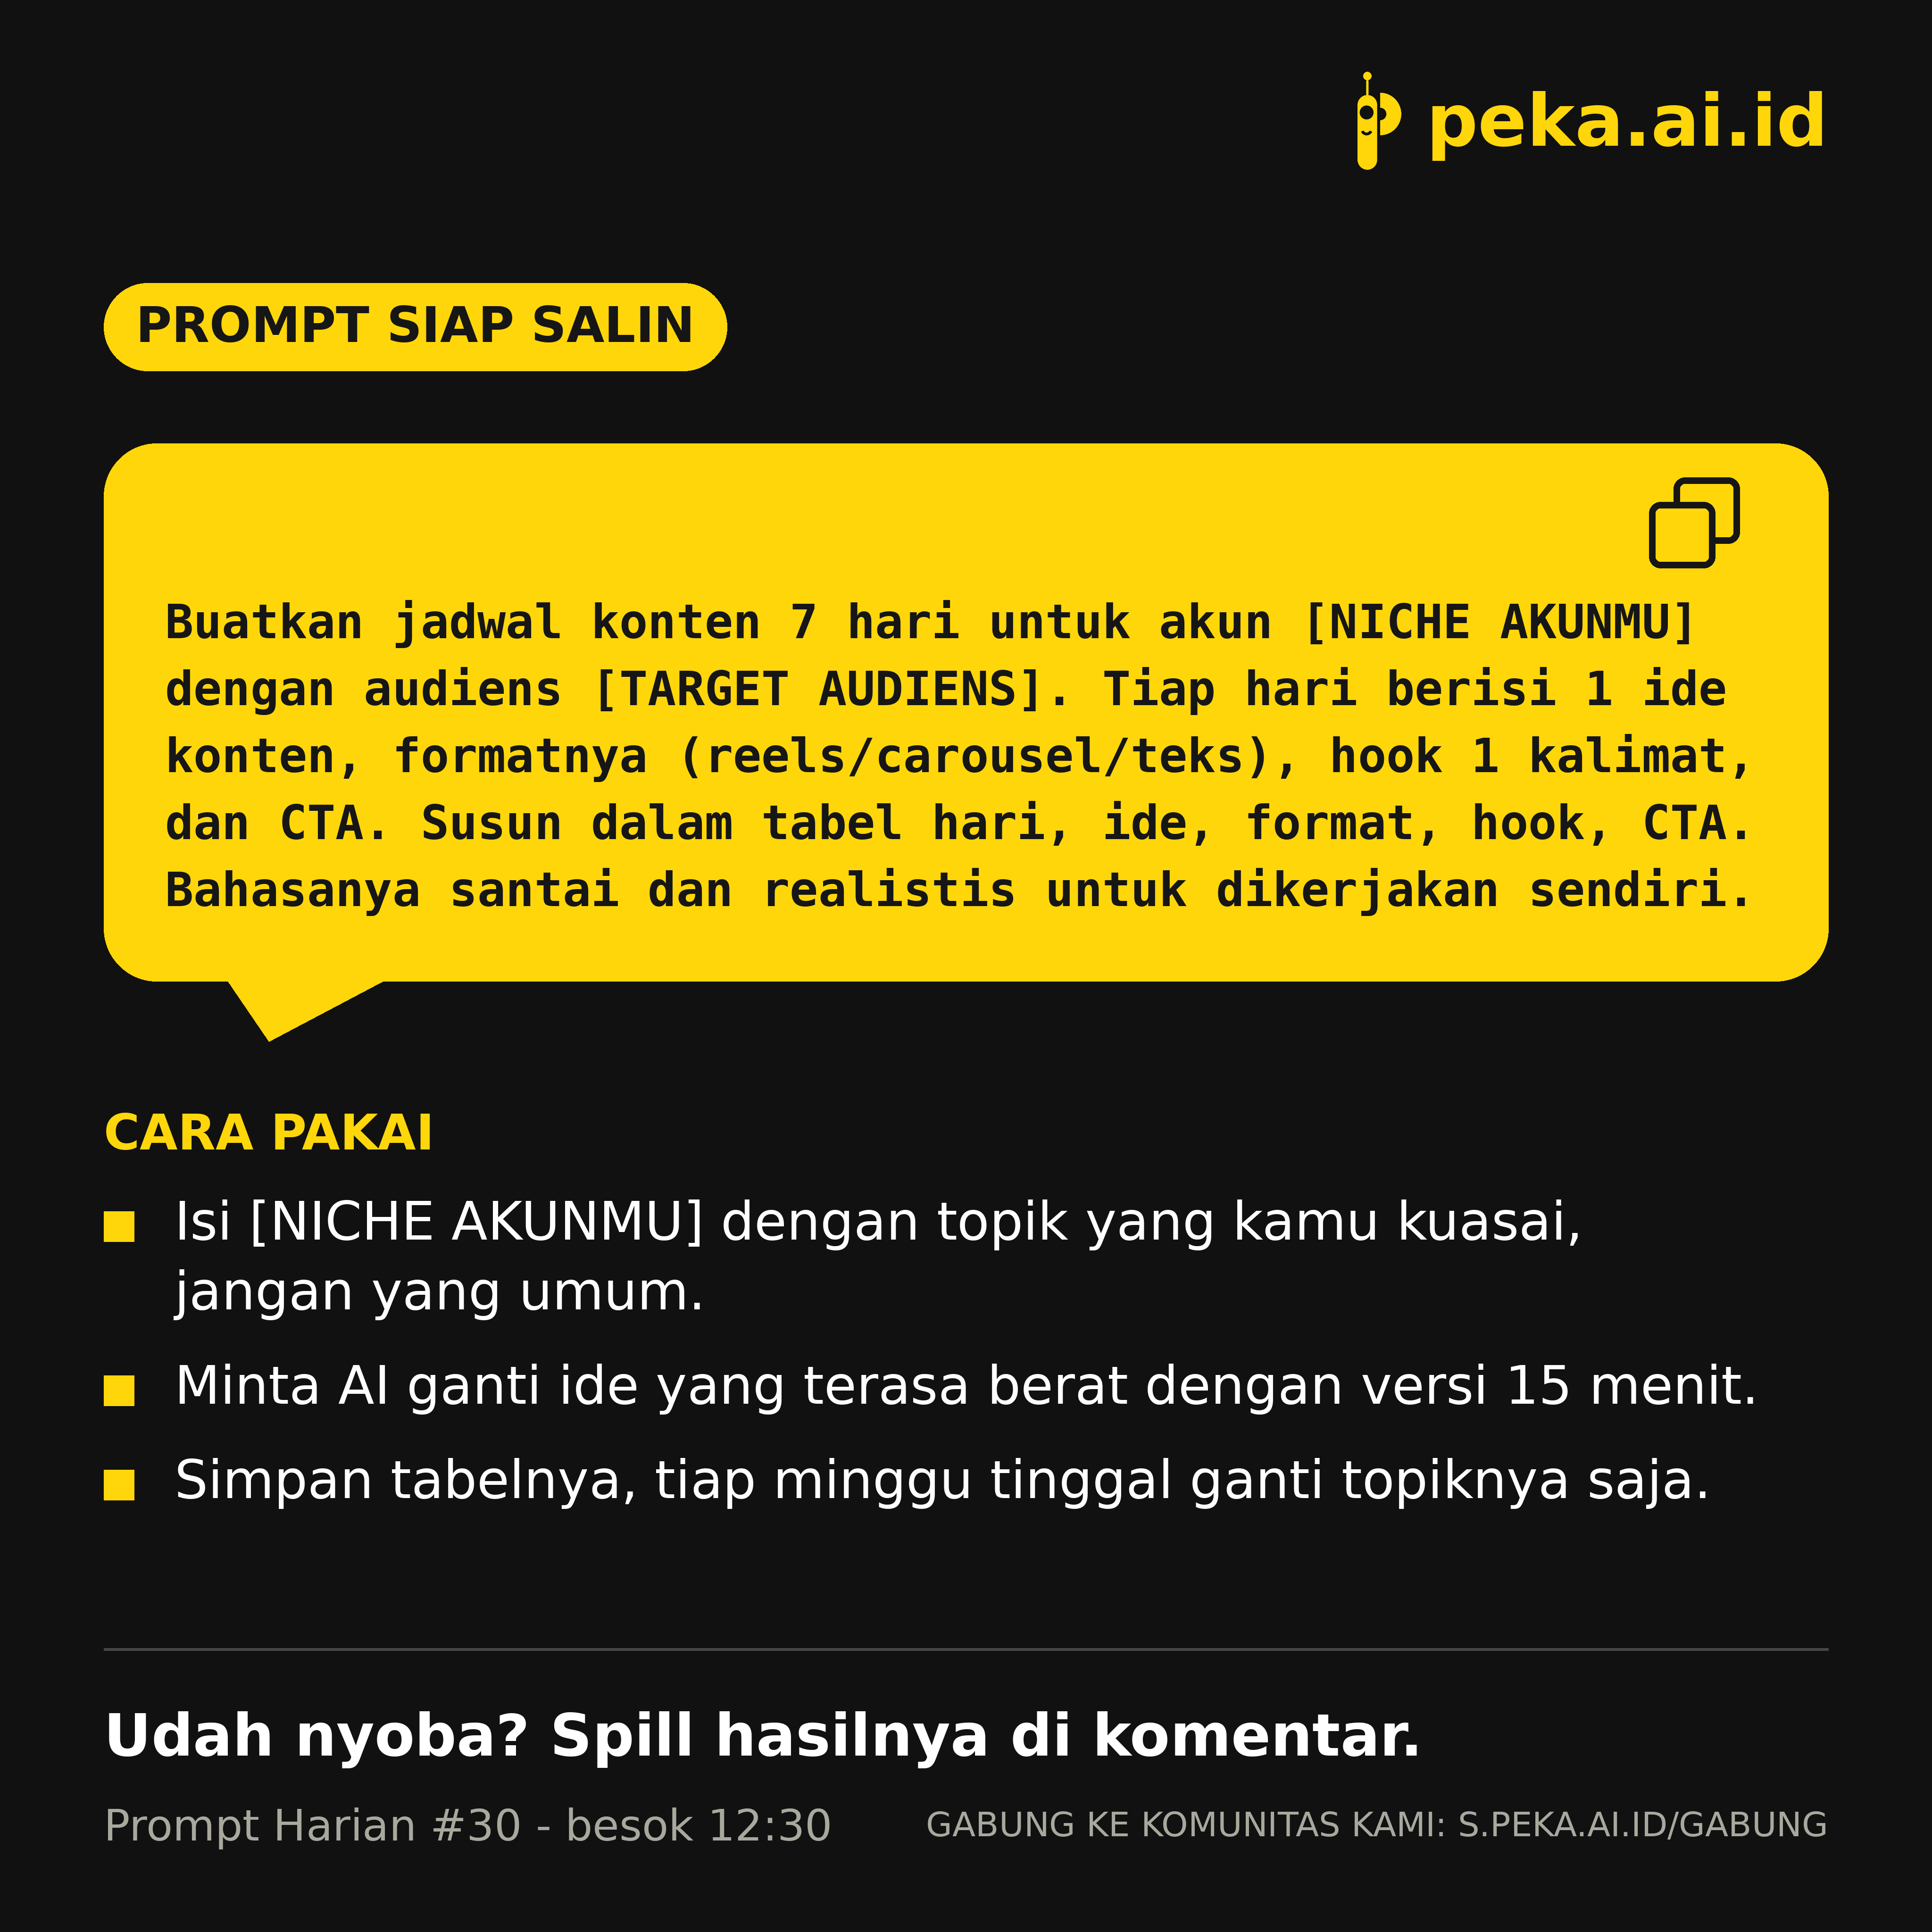 peka.ai.id
PROMPT SIAP SALIN
Buatkan jadwal konten 7 hari untuk akun [NICHE AKUNMU]
dengan audiens [TARGET AUDIENS]. Tiap hari berisi 1 ide
konten, formatnya (reels/carousel/teks), hook 1 kalimat,
dan CTA. Susun dalam tabel hari, ide, format, hook, CTA.
Bahasanya santai dan realistis untuk dikerjakan sendiri.
CARA PAKAI
Isi [NICHE AKUNMU] dengan topik yang kamu kuasai,
jangan yang umum.
Minta AI ganti ide yang terasa berat dengan versi 15 menit.
Simpan tabelnya, tiap minggu tinggal ganti topiknya saja.
Udah nyoba? Spill hasilnya di komentar.
Prompt Harian #30 - besok 12:30
GABUNG KE KOMUNITAS KAMI: S.PEKA.AI.ID/GABUNG